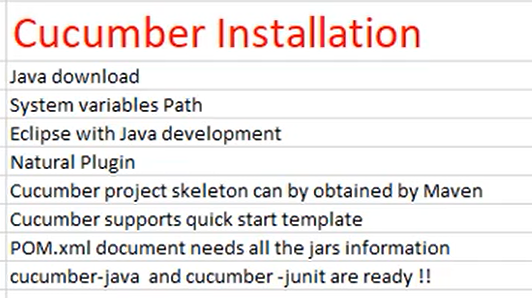 Cucumber Installation
Java download
System variables Path
Eclipse with Java development
Natural Plugin
Cucumber project skeleton can by obtained by Maven
Cucumber supports quick start template
POM.xml document needs all the jars information
cucumber-java  and cucumber -junit are ready !!